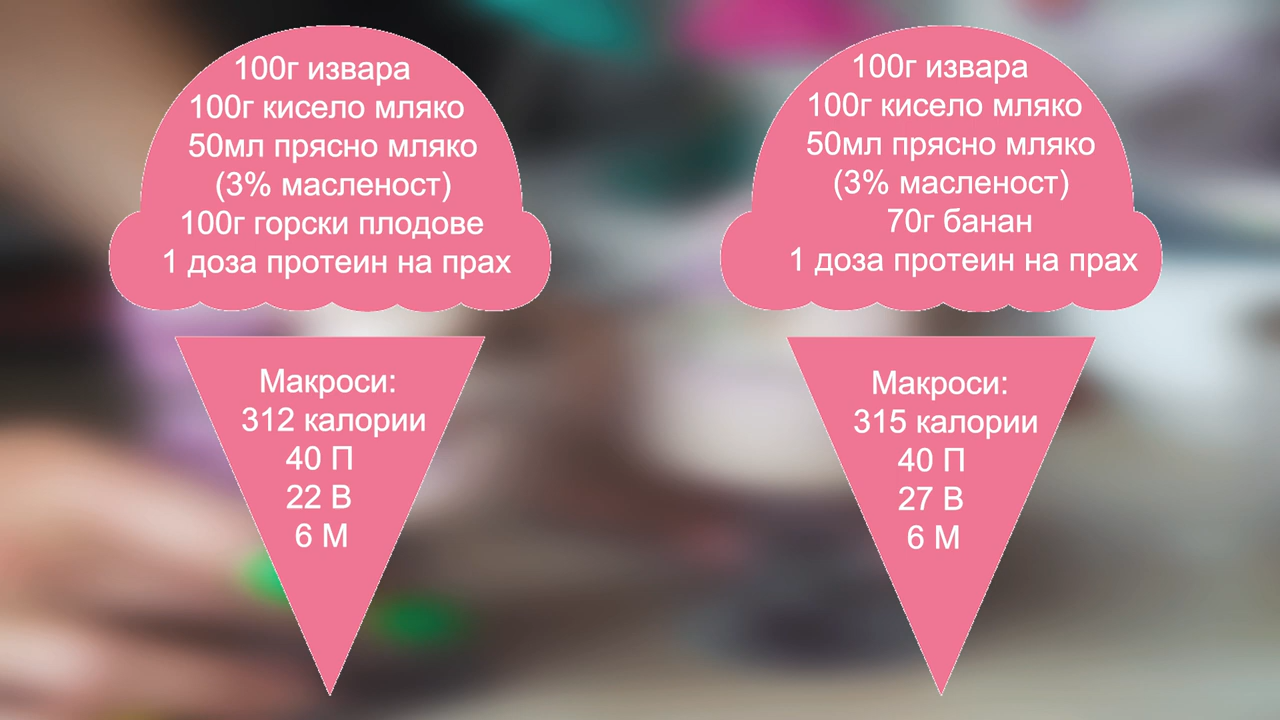 100г извара
100г кисело мляко
50мл прясно мляко
(3% масленост)
100г горски плодове
1 доза протеин на прах
Макроси:
312 калории
40 П
22 В
6 М
100г извара
100г кисело мляко
50мл прясно мляко
(3% масленост)
70г банан
1 доза протеин на прах
Макроси:
315 калории
40 П
27 В
6 М